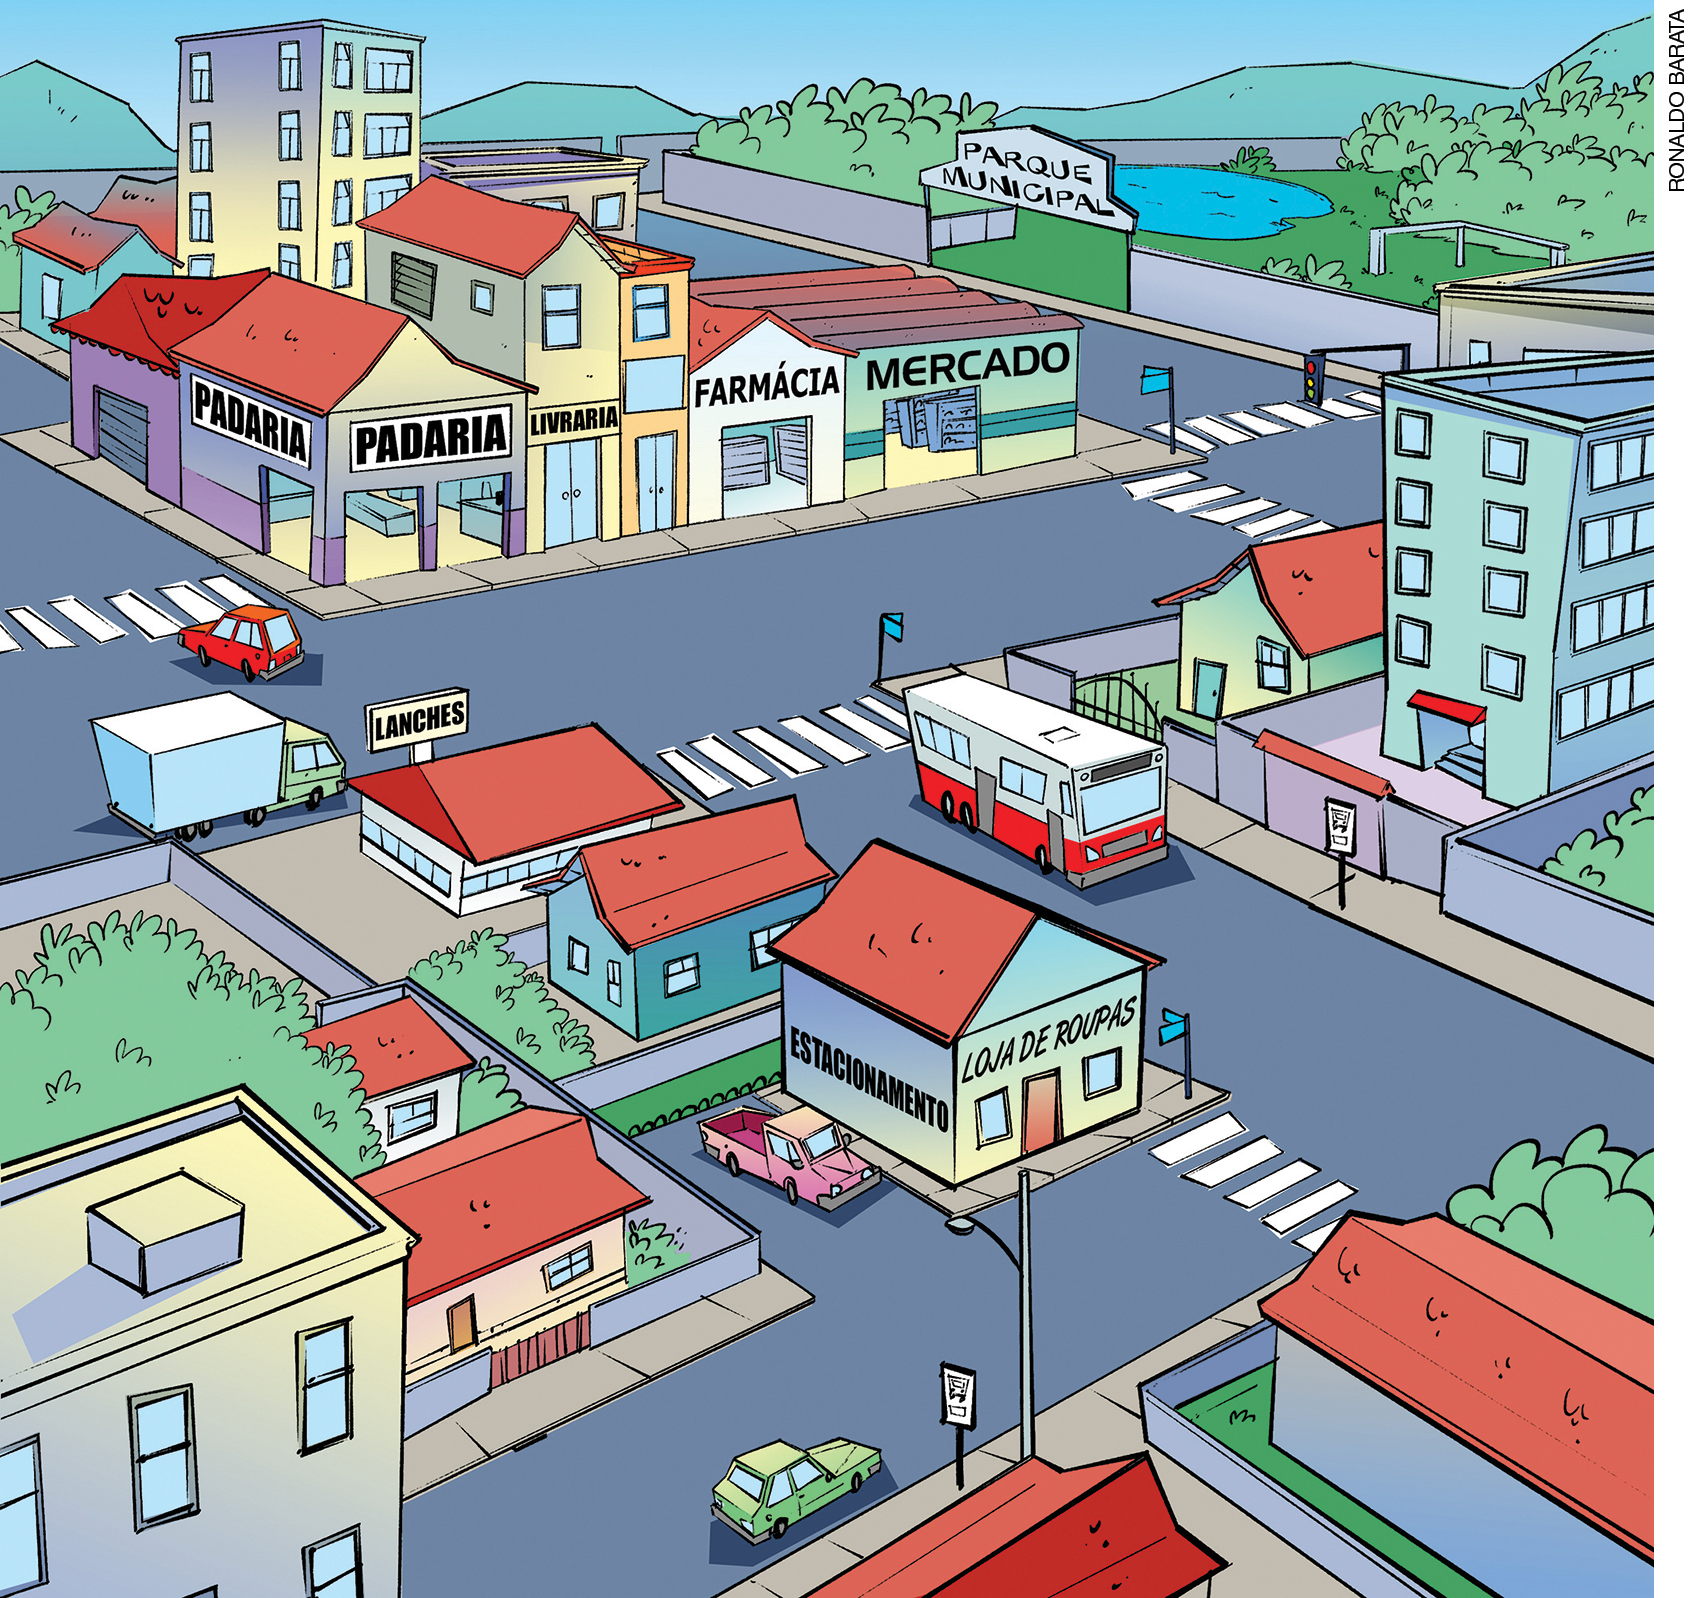 RONALDO BARATA
PARQUE
MUNICIPAL
MERCADO
FARMÁCIA
LIVRARIA
PADARIA
PADARIA
LANCHES
LOJA DE ROUPAS
ESTACIONAMENTO